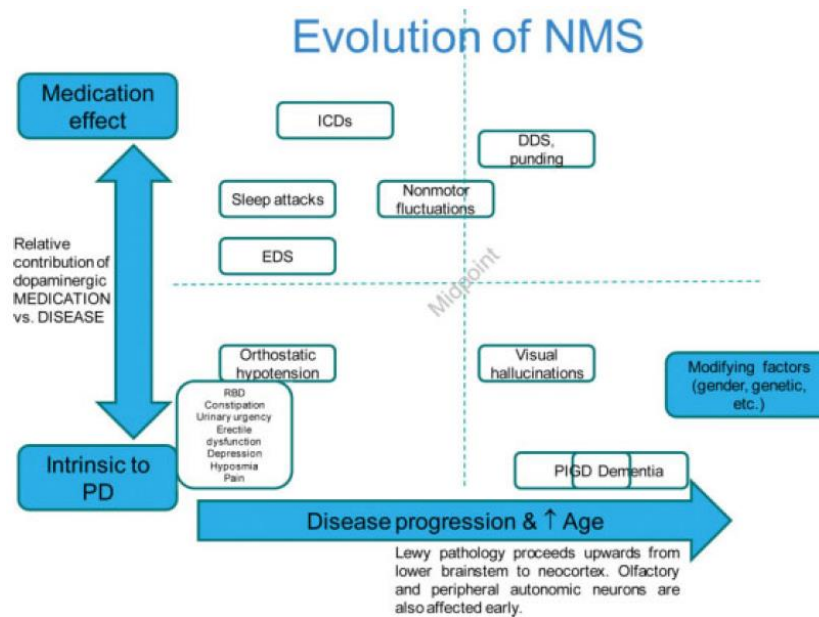 Evolution of NMS
Medication
effect
ICDs
DDS,
punding
Sleep attacks
Nonmotor
fluctuations
Relative
contribution of
dopaminergic
MEDICATION
vs. DISEASE
EDS
Midpoint
Orthostatic
hypotension
Visual
hallucinations
Modifying factors
(gender, genetic,
etc.)
RBD
Constipation
Urinary urgency
Erectile
dysfunction
Depression
Hyposmia
Pain
Intrinsic to
PD
PIGD Dementia
Disease progression & ↑ Age
Lewy pathology proceeds upwards from
lower brainstem to neocortex. Olfactory
and peripheral autonomic neurons are
also affected early.